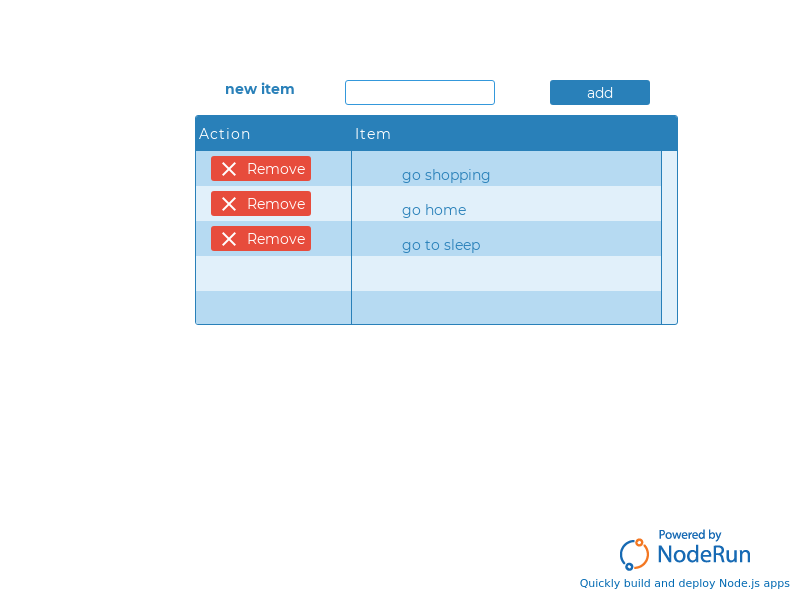 new item
add
Action Item
Remove go shopping
Remove go home
Remove go to sleep
Powered by
NodeRun
Quickly build and deploy Node.js apps